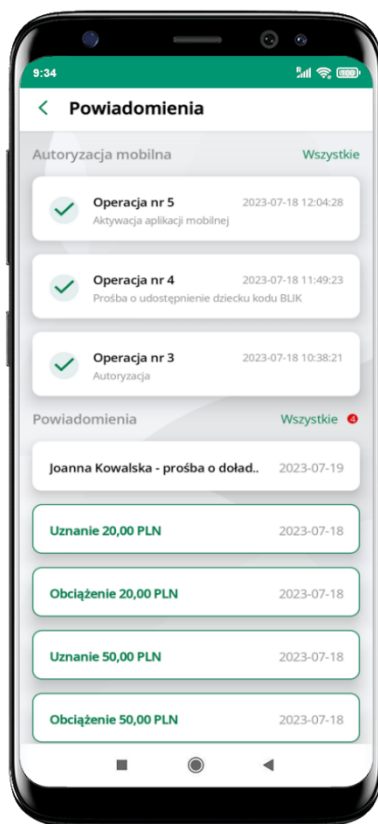 9:34
Powiadomienia
Autoryzacja mobilna Wszystkie
Operacja nr 5 2023-07-18 12:04:28
Aktywacja aplikacji mobilnej
Operacja nr 4 2023-07-18 11:49:23
Prośba o udostępnienie dziecku kodu BLIK
Operacja nr 3 2023-07-18 10:38:21
Autoryzacja
Powiadomienia Wszystkie 4
Joanna Kowalska - prośba o doład.. 2023-07-19
Uznanie 20,00 PLN 2023-07-18
Obciążenie 20,00 PLN 2023-07-18
Uznanie 50,00 PLN 2023-07-18
Obciążenie 50,00 PLN 2023-07-18